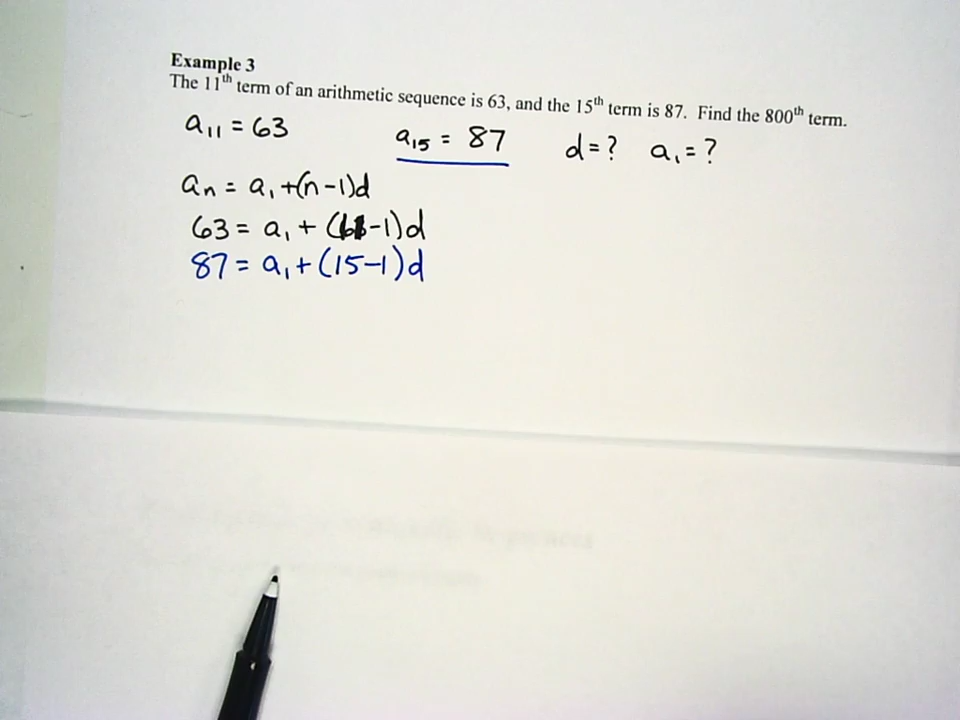 Example 3
The 11th term of an arithmetic sequence is 63, and the 15th term is 87. Find the 800th term.
a₁₁ = 63 a₁₅ = 87 d = ? a₁ = ?
aₙ = a₁ + (n - 1)d
63 = a₁ + (11 - 1)d
87 = a₁ + (15 - 1)d